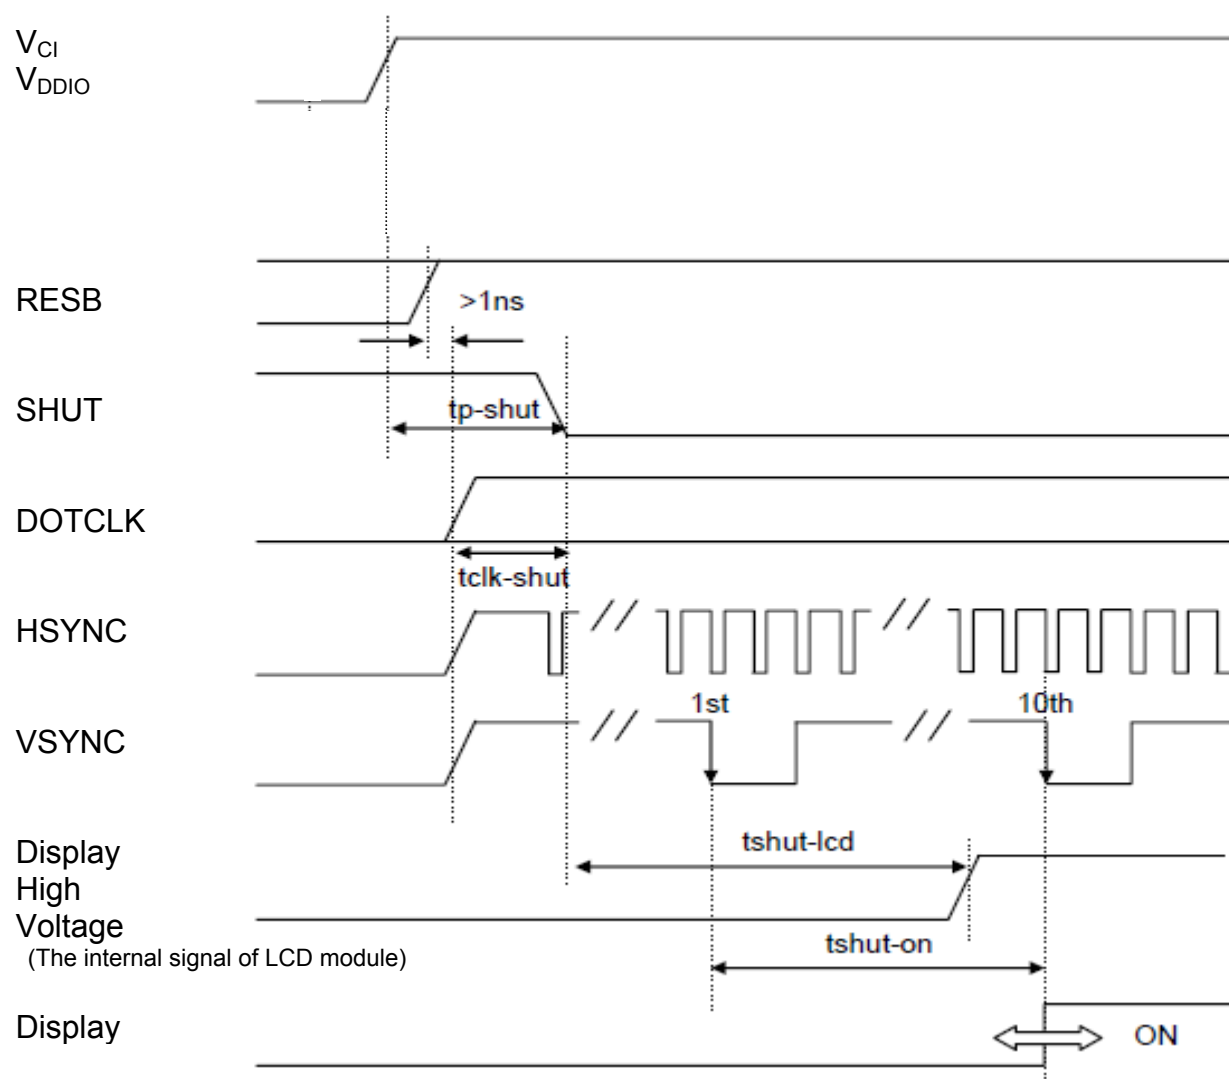 VCI
VDDIO
RESB
>1ns
SHUT
tp-shut
DOTCLK
tclk-shut
HSYNC
1st
10th
VSYNC
Display
High
Voltage
(The internal signal of LCD module)
tshut-lcd
tshut-on
Display
ON